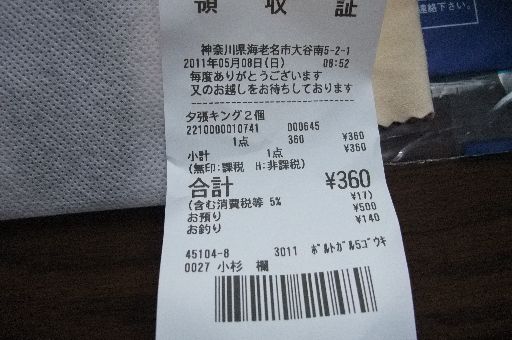 領収証
神奈川県海老名市大谷南5-2-1
2011年05月08日(日) 08:52
毎度ありがとうございます
又のお越しをお待ちしております
夕張キング2個
2210000010741 000645
1点 360 ¥360
小計 1点 ¥360
(無印:課税 H:非課税)
合計 ¥360
(含む消費税等 5% ¥17)
お預り ¥500
お釣り ¥140
45104-8 3011 ポルトガル5ゴウキ
0027 小杉 欄
連絡下さい。